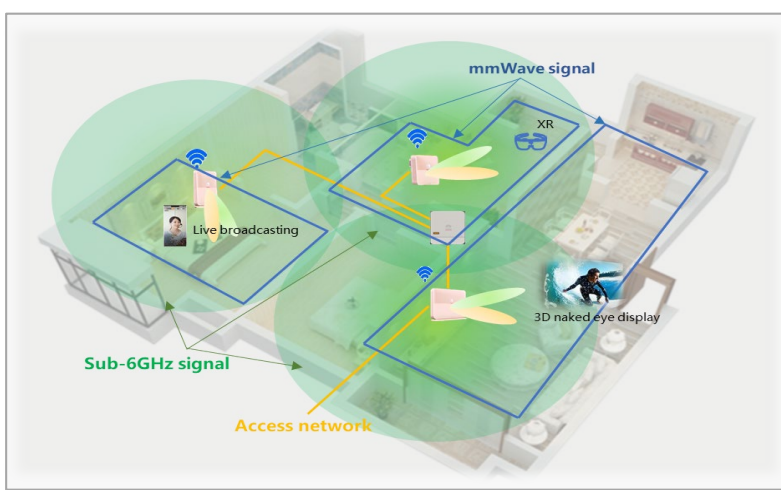 mmWave signal
XR
Live broadcasting
3D naked eye display
Sub-6GHz signal
Access network